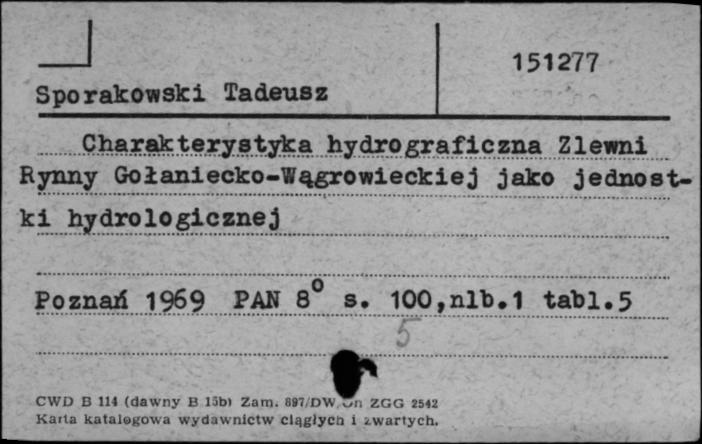 151277
Sporakowski Tadeusz
Charakterystyka hydrograficzna Zlewni
Rynny Gołaniecko-Wągrowieckiej jako jednost-
ki hydrologicznej
Poznań 1969 PAN 8° s. 100,nlb.1 tabl.5
5
CWD B 114 (dawny B 15b) Zam. 897/DW ZGG 2542
Karta katalogowa wydawnictw ciągłych i zwartych.